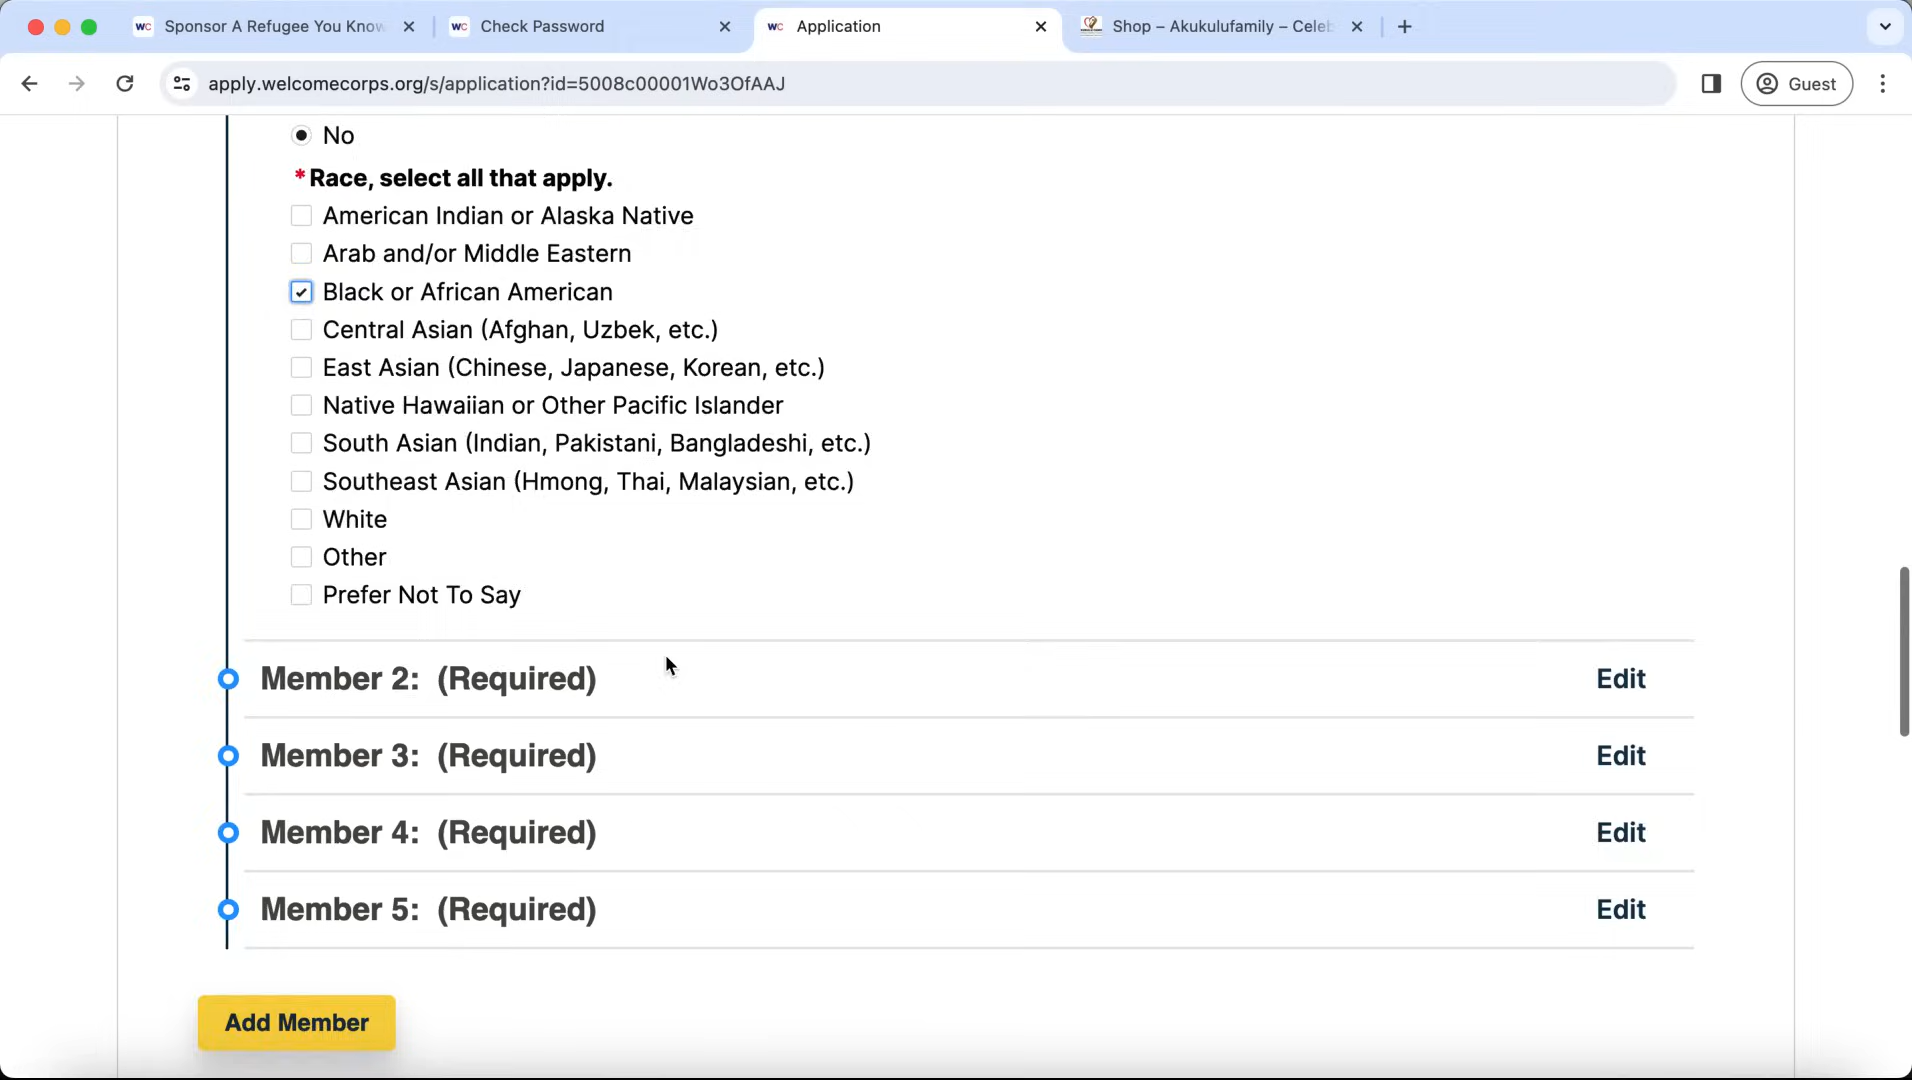 WC Sponsor A Refugee You Know
WC Check Password
WC Application
Shop – Akukulufamily – Celeb
apply.welcomecorps.org/s/application?id=5008c00001Wo3OfAAJ
Guest
No
*Race, select all that apply.
American Indian or Alaska Native
Arab and/or Middle Eastern
Black or African American
Central Asian (Afghan, Uzbek, etc.)
East Asian (Chinese, Japanese, Korean, etc.)
Native Hawaiian or Other Pacific Islander
South Asian (Indian, Pakistani, Bangladeshi, etc.)
Southeast Asian (Hmong, Thai, Malaysian, etc.)
White
Other
Prefer Not To Say
Member 2: (Required) Edit
Member 3: (Required) Edit
Member 4: (Required) Edit
Member 5: (Required) Edit
Add Member